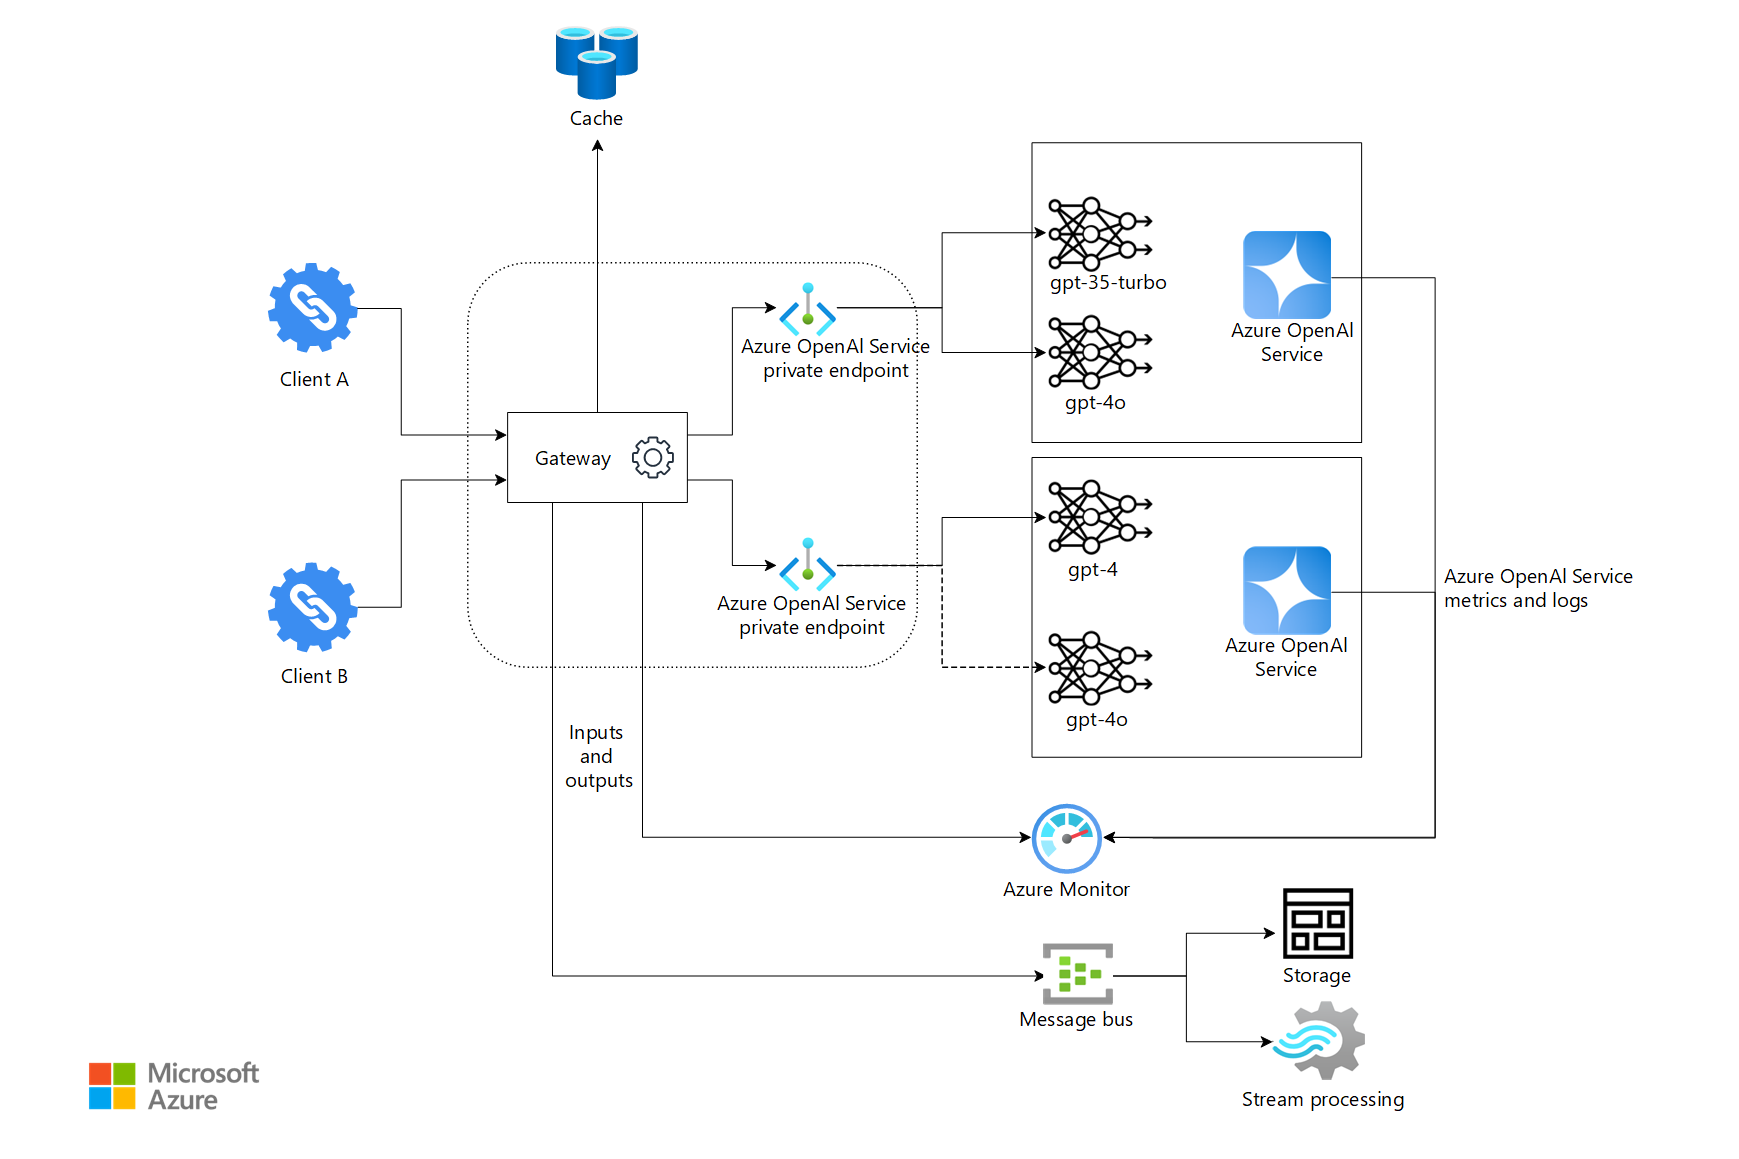 Cache
Client A
Client B
Gateway
Azure OpenAI Service
private endpoint
Azure OpenAI Service
private endpoint
gpt-35-turbo
gpt-4o
Azure OpenAI
Service
gpt-4
gpt-4o
Azure OpenAI
Service
Azure OpenAI Service
metrics and logs
Inputs
and
outputs
Azure Monitor
Message bus
Storage
Stream processing
Microsoft
Azure